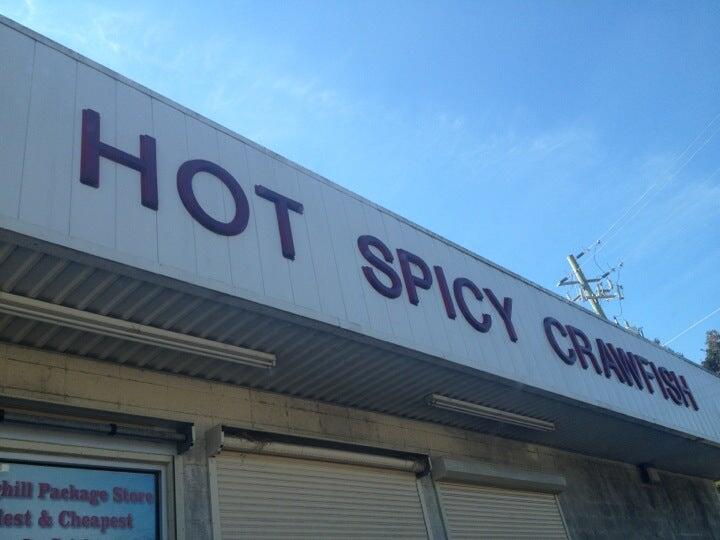 HOT SPICY CRAWFISH
Package Store
& Cheapest